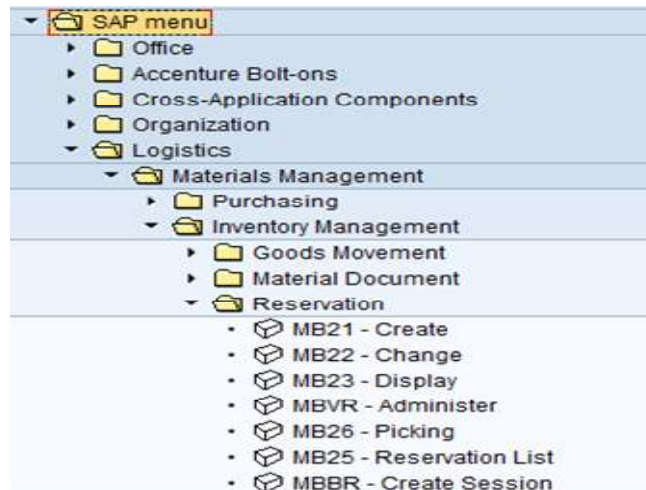 SAP menu
Office
Accenture Bolt-ons
Cross-Application Components
Organization
Logistics
Materials Management
Purchasing
Inventory Management
Goods Movement
Material Document
Reservation
MB21 - Create
MB22 - Change
MB23 - Display
MBVR - Administer
MB26 - Picking
MB25 - Reservation List
MBBR - Create Session